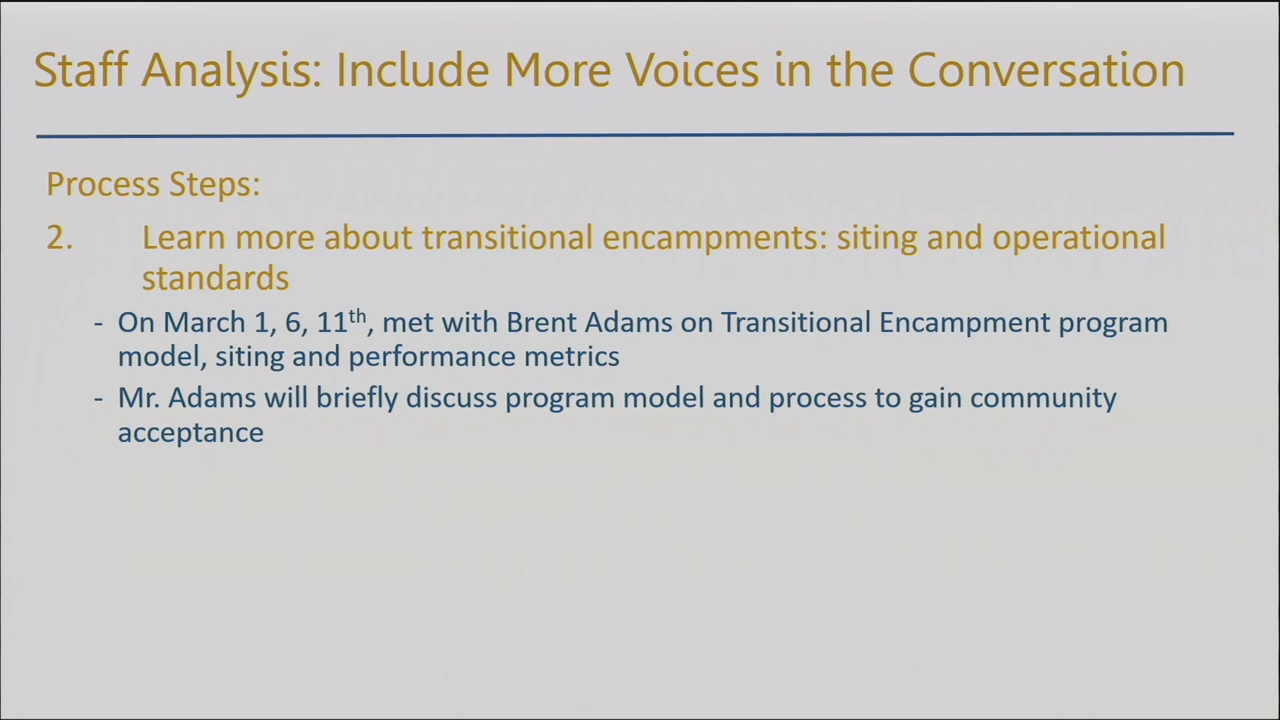 Staff Analysis: Include More Voices in the Conversation
Process Steps:
2. Learn more about transitional encampments: siting and operational
standards
- On March 1, 6, 11th, met with Brent Adams on Transitional Encampment program
model, siting and performance metrics
- Mr. Adams will briefly discuss program model and process to gain community
acceptance